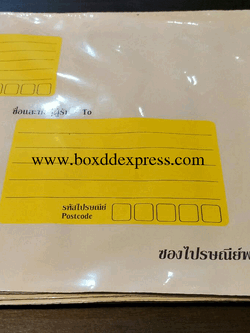 ชื่อและที่อยู่ผู้รับ To
www.boxddexpress.com
รหัสไปรษณีย์
Postcode
ซองไปรษณีย์